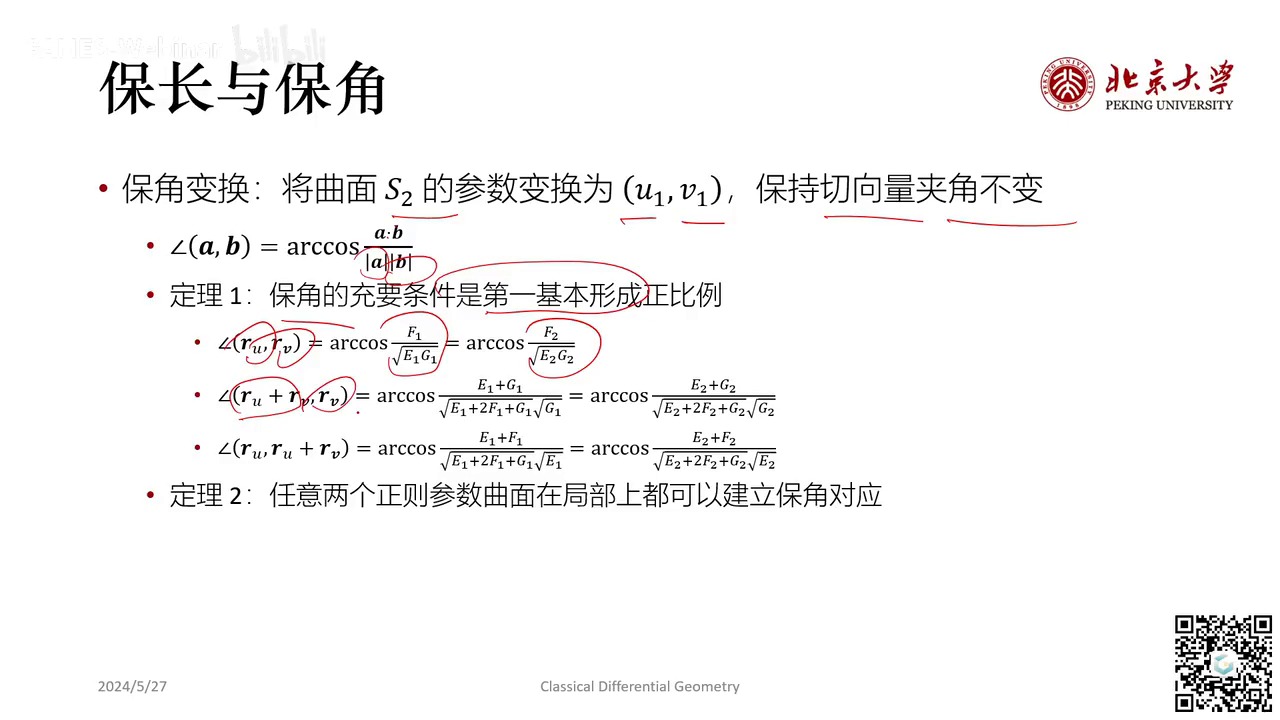 bilibili
保长与保角
北京大学
PEKING UNIVERSITY
• 保角变换：将曲面 S₂ 的参数变换为 (u₁, v₁)，保持切向量夹角不变
• ∠(a, b) = arccos a·b / |a||b|
• 定理 1：保角的充要条件是第一基本形成正比例
• ∠(r_u, r_v) = arccos F₁/√(E₁G₁) = arccos F₂/√(E₂G₂)
• ∠(r_u + r_v, r_v) = arccos (E₁+G₁)/(√(E₁+2F₁+G₁)√G₁) = arccos (E₂+G₂)/(√(E₂+2F₂+G₂)√G₂)
• ∠(r_u, r_u + r_v) = arccos (E₁+F₁)/(√(E₁+2F₁+G₁)√E₁) = arccos (E₂+F₂)/(√(E₂+2F₂+G₂)√E₂)
• 定理 2：任意两个正则参数曲面在局部上都可以建立保角对应
2024/5/27
Classical Differential Geometry